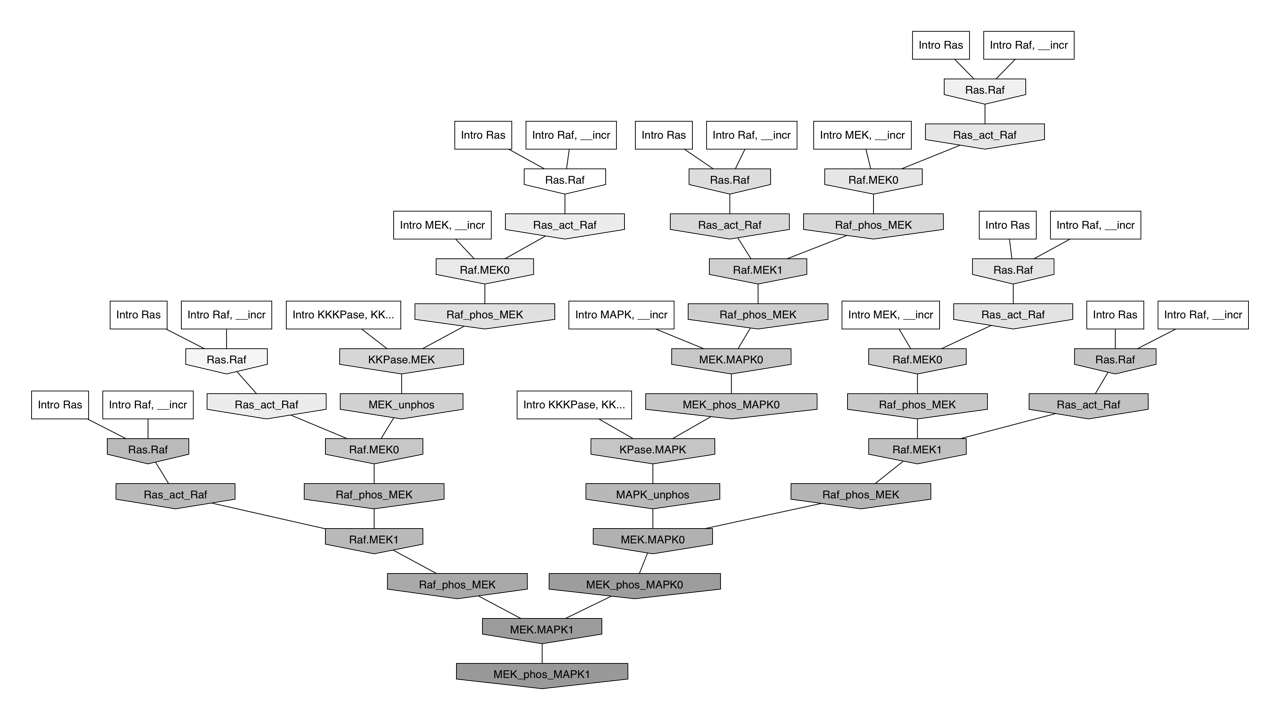 Intro Ras
Intro Raf, __incr
Ras.Raf
Intro Ras
Intro Raf, __incr
Intro Ras
Intro Raf, __incr
Intro MEK, __incr
Ras_act_Raf
Ras.Raf
Ras.Raf
Raf.MEK0
Intro MEK, __incr
Ras_act_Raf
Ras_act_Raf
Raf_phos_MEK
Intro Ras
Intro Raf, __incr
Raf.MEK0
Raf.MEK1
Ras.Raf
Intro Ras
Intro Raf, __incr
Intro KKKPase, KK...
Raf_phos_MEK
Intro MAPK, __incr
Raf_phos_MEK
Intro MEK, __incr
Ras_act_Raf
Intro Ras
Intro Raf, __incr
Ras.Raf
KKPase.MEK
MEK.MAPK0
Raf.MEK0
Ras.Raf
Intro Ras
Intro Raf, __incr
Ras_act_Raf
MEK_unphos
Intro KKKPase, KK...
MEK_phos_MAPK0
Raf_phos_MEK
Ras_act_Raf
Ras.Raf
Raf.MEK0
KPase.MAPK
Raf.MEK1
Ras_act_Raf
Raf_phos_MEK
MAPK_unphos
Raf_phos_MEK
Raf.MEK1
MEK.MAPK0
Raf_phos_MEK
MEK_phos_MAPK0
MEK.MAPK1
MEK_phos_MAPK1